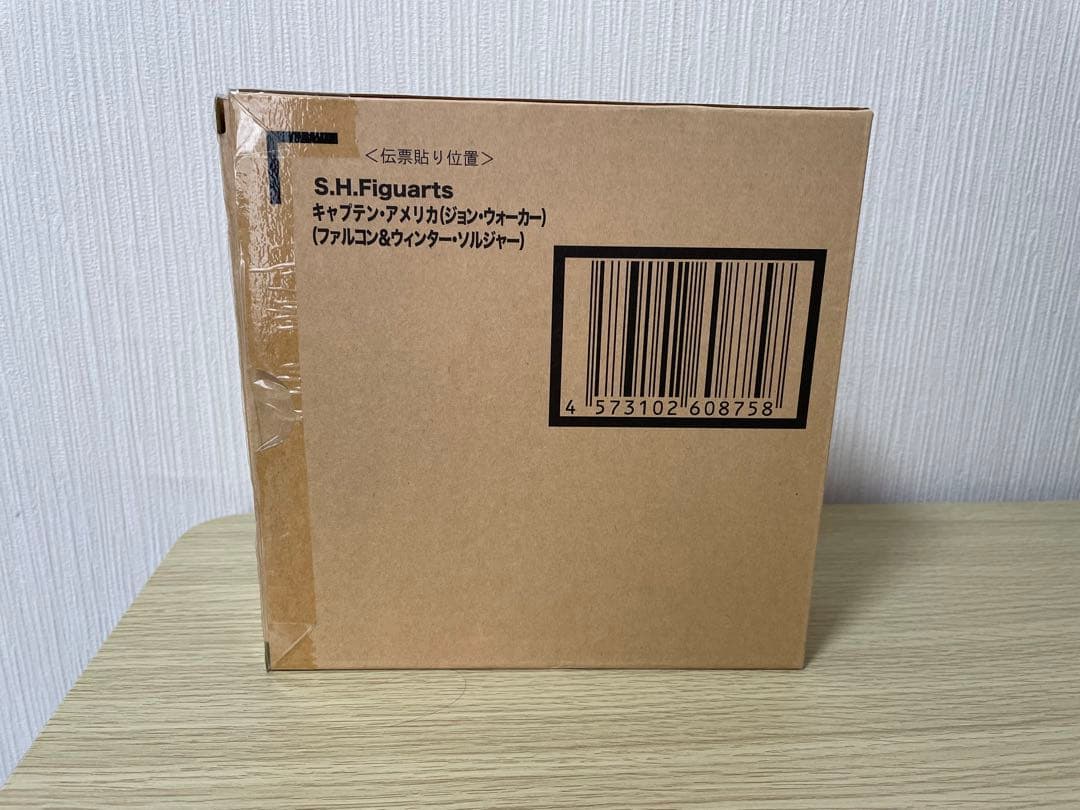 ＜伝票貼り位置＞
S.H.Figuarts
キャプテン・アメリカ(ジョン・ウォーカー)
(ファルコン&ウィンター・ソルジャー)
4 573102 608758